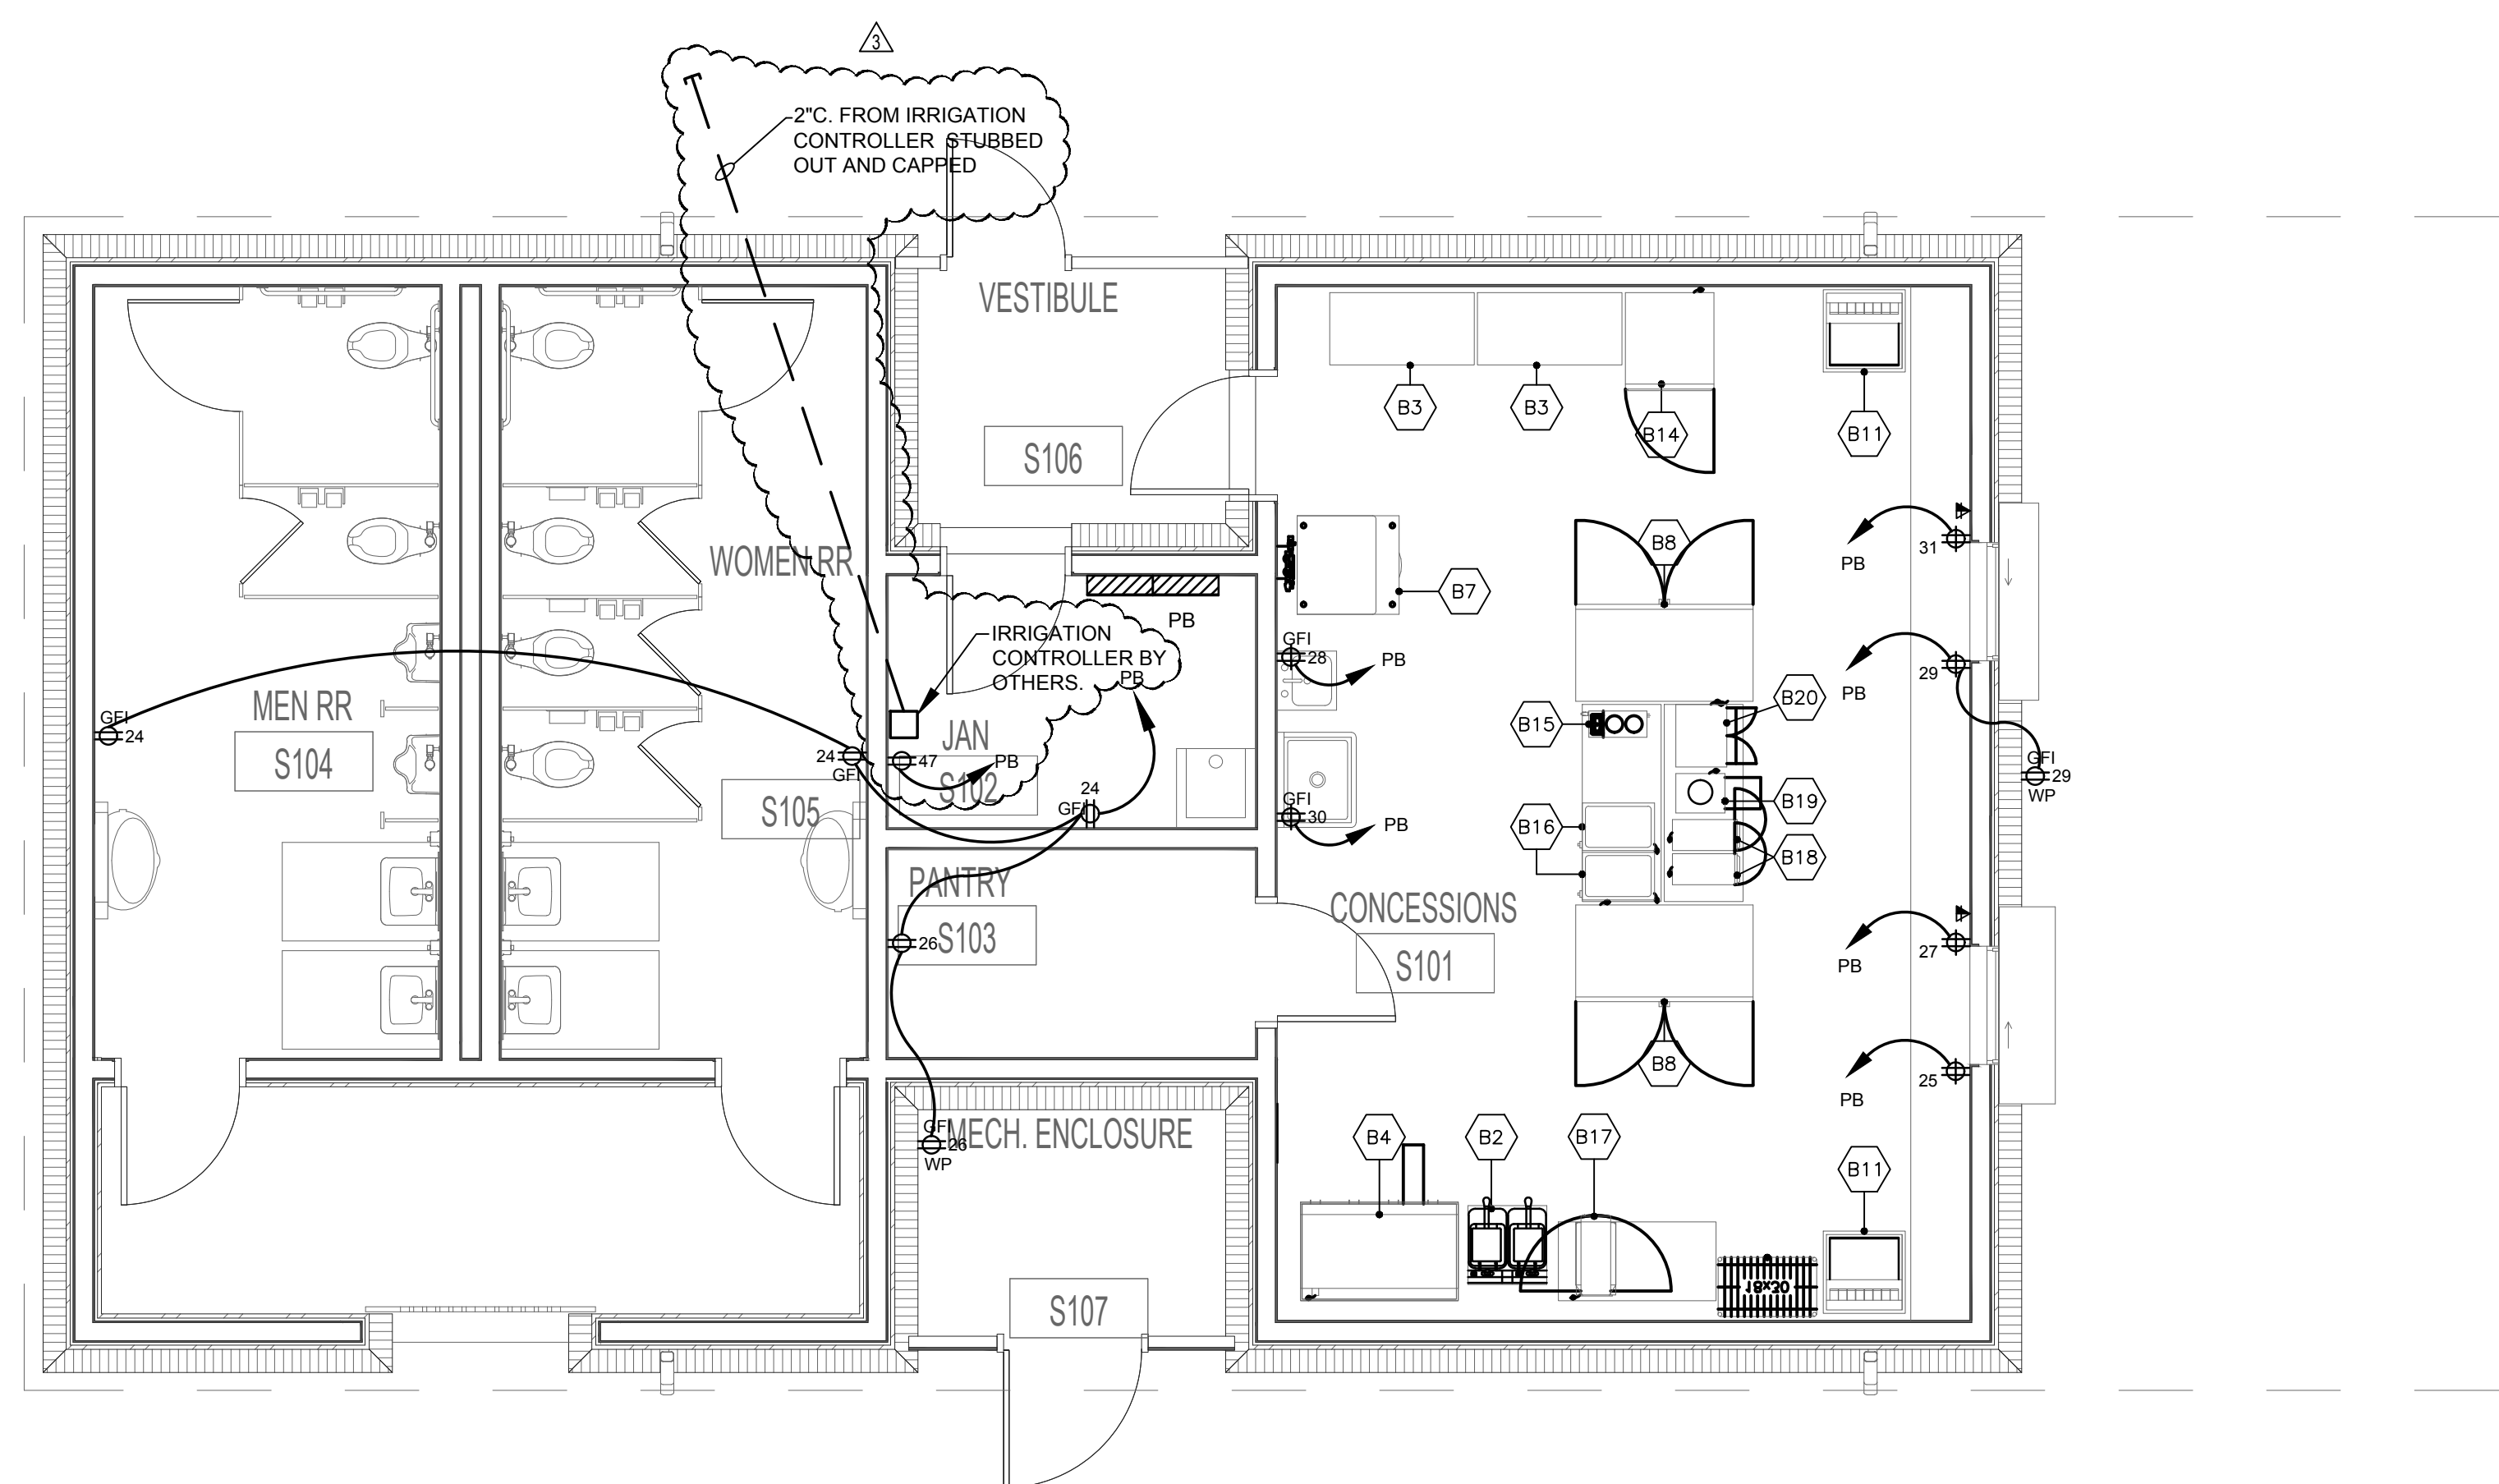 3
2"C. FROM IRRIGATION
CONTROLLER STUBBED
OUT AND CAPPED
VESTIBULE
S106
B3
B3
B14
B11
WOMEN RR
B8
31
PB
B7
PB
IRRIGATION
CONTROLLER BY
OTHERS.
PB
GFI
28
PB
29
PB
MEN RR
S104
GFI
24
JAN
S102
24
GFI
47
PB
24
GFI
S105
B15
B20
B19
B16
B18
GFI
29
WP
GFI
30
PB
PANTRY
S103
26
CONCESSIONS
S101
27
PB
B8
25
PB
MECH. ENCLOSURE
GFI
26
WP
B4
B2
B17
B11
18x30
S107